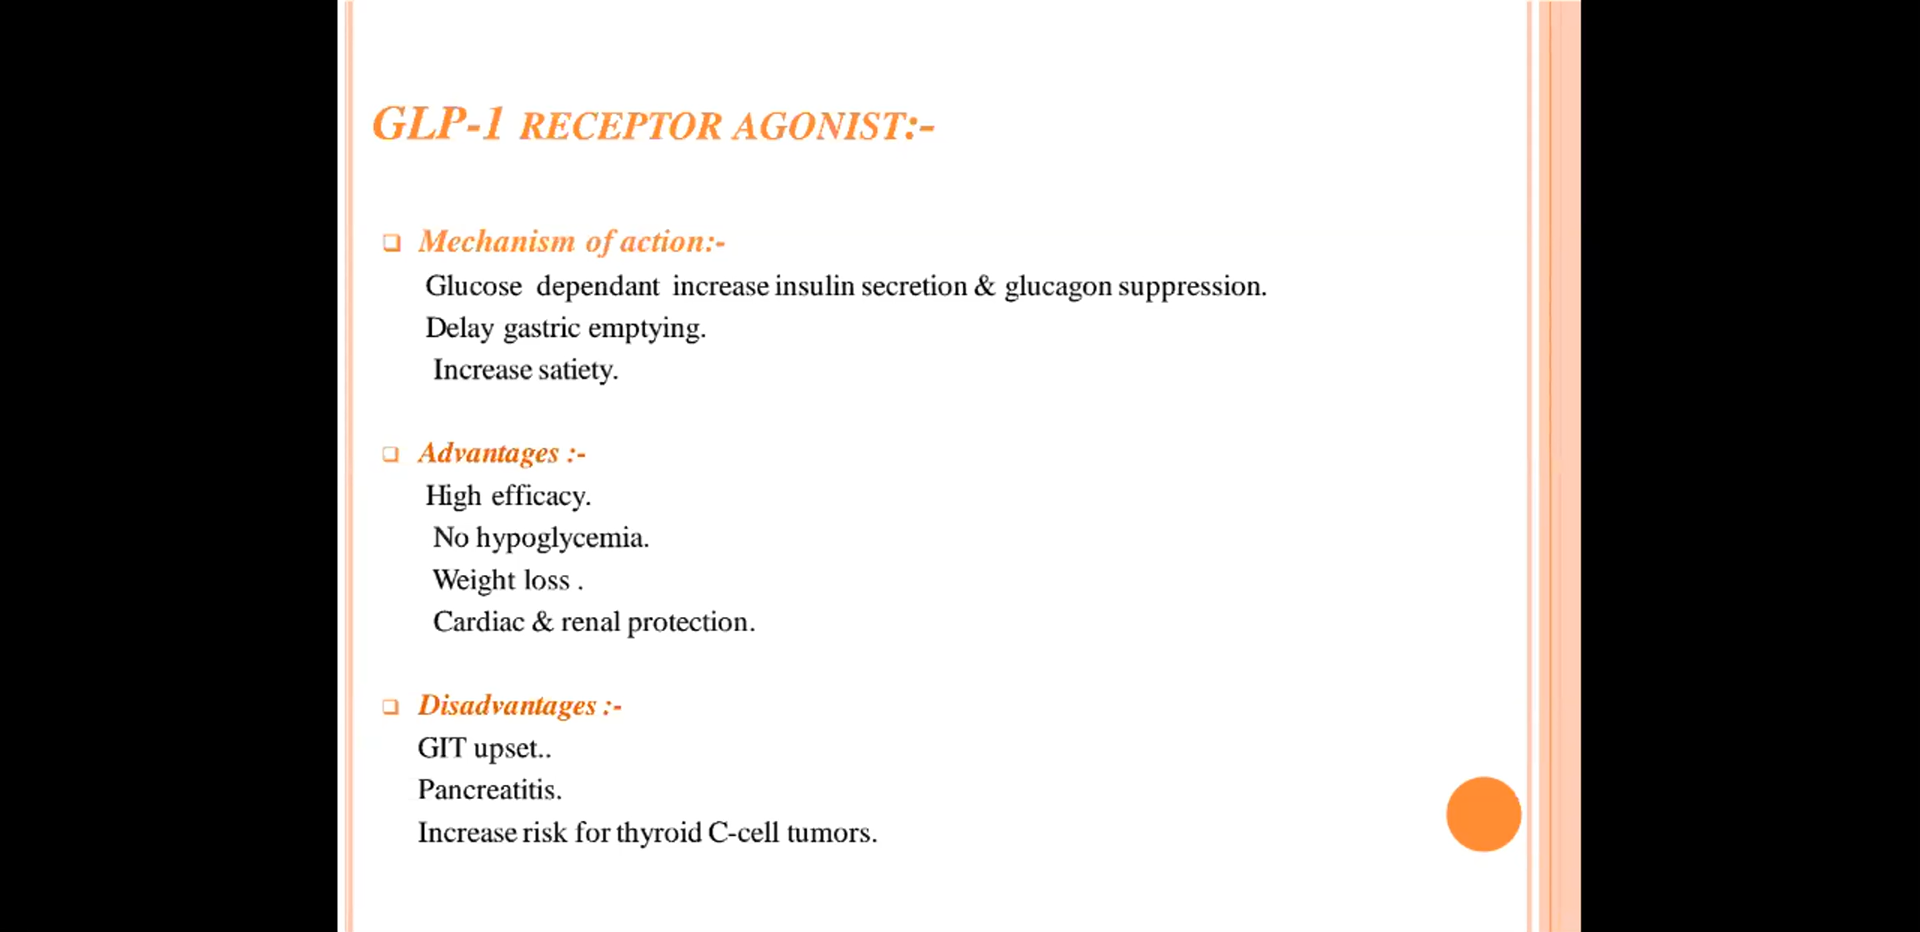 GLP-1 RECEPTOR AGONIST:-
Mechanism of action:-
Glucose dependant increase insulin secretion & glucagon suppression.
Delay gastric emptying.
Increase satiety.
Advantages :-
High efficacy.
No hypoglycemia.
Weight loss .
Cardiac & renal protection.
Disadvantages :-
GIT upset..
Pancreatitis.
Increase risk for thyroid C-cell tumors.